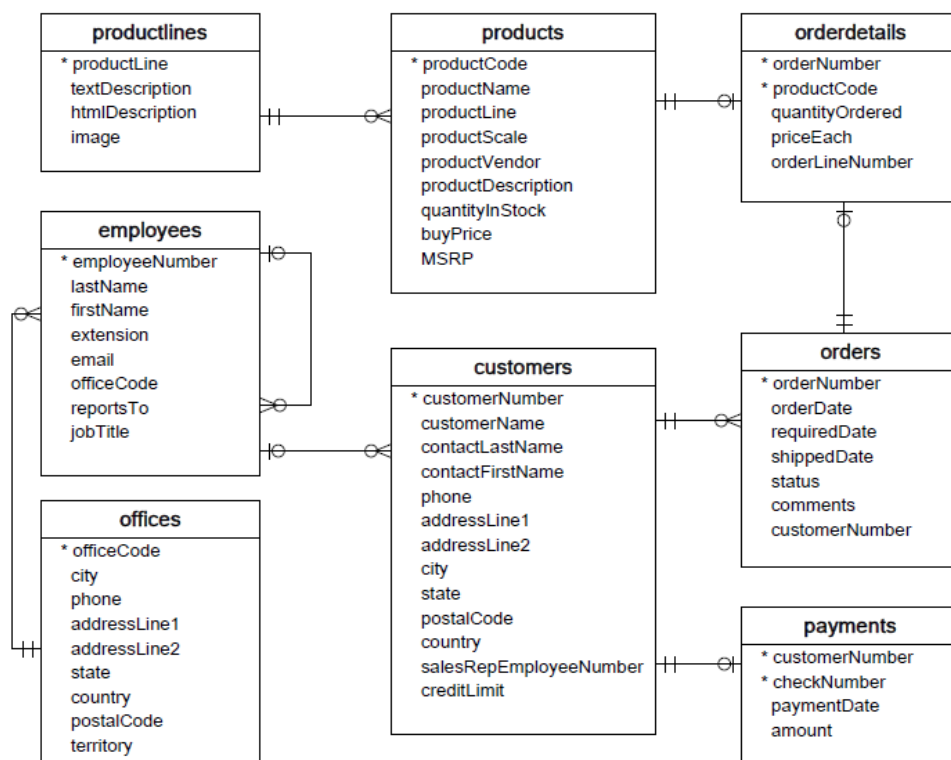 productlines
* productLine
textDescription
htmlDescription
image
products
* productCode
productName
productLine
productScale
productVendor
productDescription
quantityInStock
buyPrice
MSRP
orderdetails
* orderNumber
* productCode
quantityOrdered
priceEach
orderLineNumber
employees
* employeeNumber
lastName
firstName
extension
email
officeCode
reportsTo
jobTitle
customers
* customerNumber
customerName
contactLastName
contactFirstName
phone
addressLine1
addressLine2
city
state
postalCode
country
salesRepEmployeeNumber
creditLimit
orders
* orderNumber
orderDate
requiredDate
shippedDate
status
comments
customerNumber
offices
* officeCode
city
phone
addressLine1
addressLine2
state
country
postalCode
territory
payments
* customerNumber
* checkNumber
paymentDate
amount